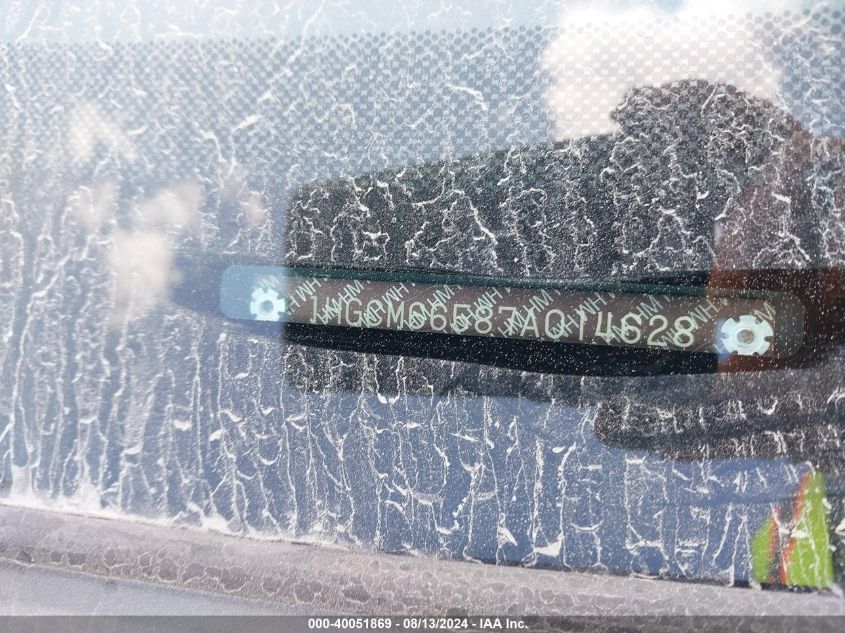 1HGCM66587A014628
000-40051869 | 08/13/2024 | IAA Inc.